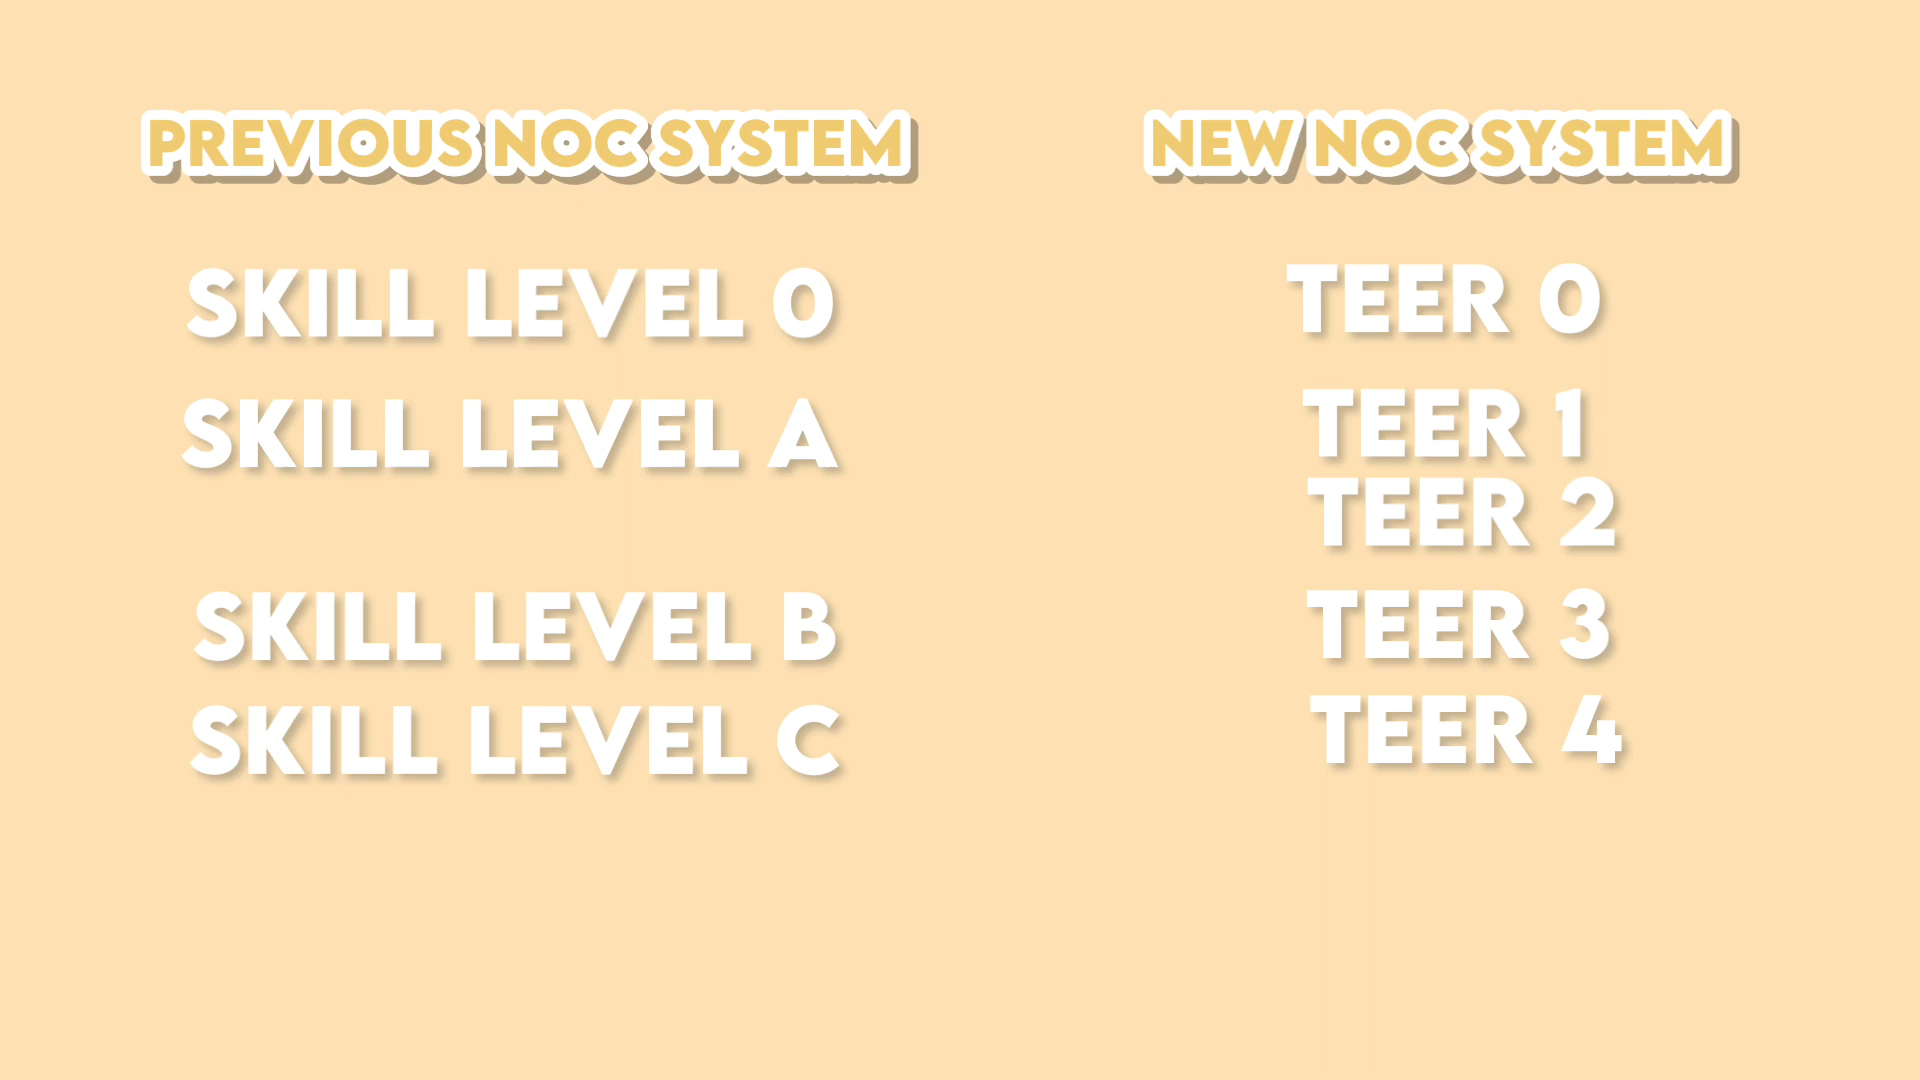 PREVIOUS NOC SYSTEM
SKILL LEVEL 0
SKILL LEVEL A
SKILL LEVEL B
SKILL LEVEL C
NEW NOC SYSTEM
TEER 0
TEER 1
TEER 2
TEER 3
TEER 4